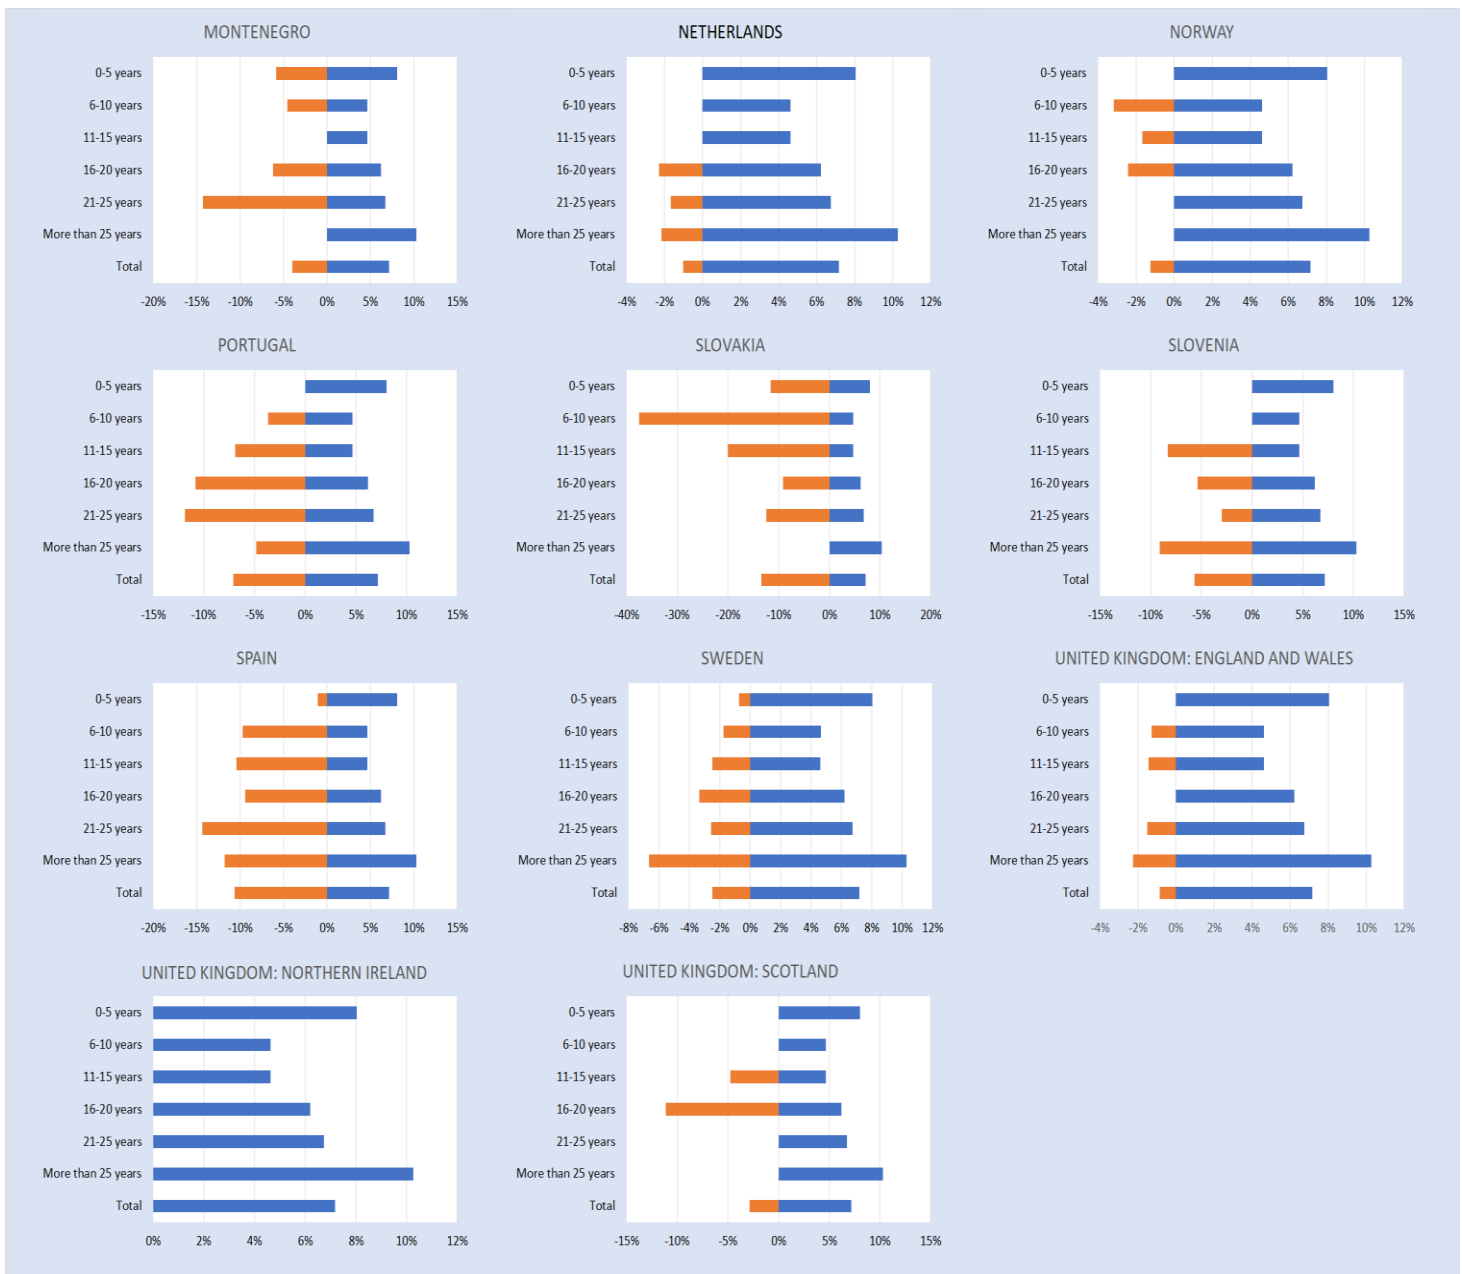 MONTENEGRO
0-5 years
6-10 years
11-15 years
16-20 years
21-25 years
More than 25 years
Total
-20% -15% -10% -5% 0% 5% 10% 15%
NETHERLANDS
0-5 years
6-10 years
11-15 years
16-20 years
21-25 years
More than 25 years
Total
-4% -2% 0% 2% 4% 6% 8% 10% 12%
NORWAY
0-5 years
6-10 years
11-15 years
16-20 years
21-25 years
More than 25 years
Total
-4% -2% 0% 2% 4% 6% 8% 10% 12%
PORTUGAL
0-5 years
6-10 years
11-15 years
16-20 years
21-25 years
More than 25 years
Total
-15% -10% -5% 0% 5% 10% 15%
SLOVAKIA
0-5 years
6-10 years
11-15 years
16-20 years
21-25 years
More than 25 years
Total
-40% -30% -20% -10% 0% 10% 20%
SLOVENIA
0-5 years
6-10 years
11-15 years
16-20 years
21-25 years
More than 25 years
Total
-15% -10% -5% 0% 5% 10% 15%
SPAIN
0-5 years
6-10 years
11-15 years
16-20 years
21-25 years
More than 25 years
Total
-20% -15% -10% -5% 0% 5% 10% 15%
SWEDEN
0-5 years
6-10 years
11-15 years
16-20 years
21-25 years
More than 25 years
Total
-8% -6% -4% -2% 0% 2% 4% 6% 8% 10% 12%
UNITED KINGDOM: ENGLAND AND WALES
0-5 years
6-10 years
11-15 years
16-20 years
21-25 years
More than 25 years
Total
-4% -2% 0% 2% 4% 6% 8% 10% 12%
UNITED KINGDOM: NORTHERN IRELAND
0-5 years
6-10 years
11-15 years
16-20 years
21-25 years
More than 25 years
Total
0% 2% 4% 6% 8% 10% 12%
UNITED KINGDOM: SCOTLAND
0-5 years
6-10 years
11-15 years
16-20 years
21-25 years
More than 25 years
Total
-15% -10% -5% 0% 5% 10% 15%